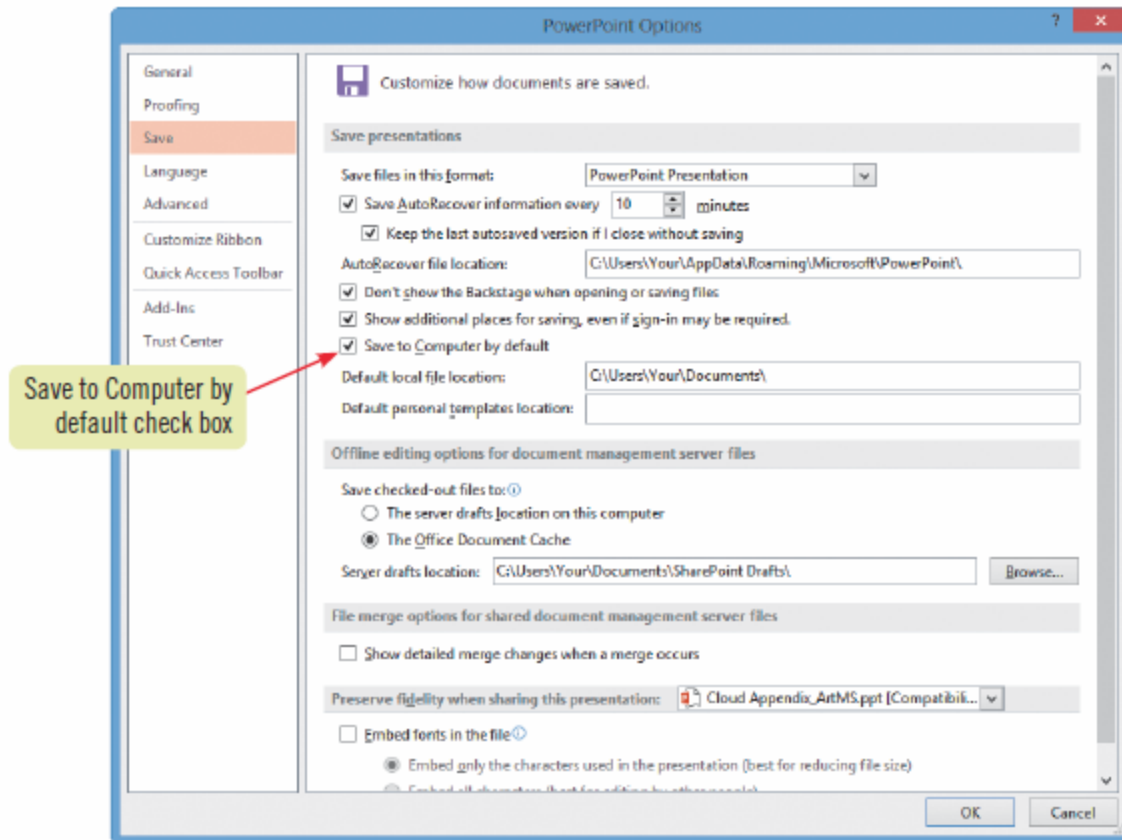 PowerPoint Options
?
General
Proofing
Save
Language
Advanced
Customize Ribbon
Quick Access Toolbar
Add-Ins
Trust Center
Save to Computer by
default check box
Customize how documents are saved.
Save presentations
Save files in this format: PowerPoint Presentation
Save AutoRecover information every 10 minutes
Keep the last autosaved version if I close without saving
AutoRecover file location: C:\Users\Your\AppData\Roaming\Microsoft\PowerPoint\
Don't show the Backstage when opening or saving files
Show additional places for saving, even if sign-in may be required.
Save to Computer by default
Default local file location: C:\Users\Your\Documents\
Default personal templates location:
Offline editing options for document management server files
Save checked-out files to:
The server drafts location on this computer
The Office Document Cache
Server drafts location: C:\Users\Your\Documents\SharePoint Drafts\ Browse...
File merge options for shared document management server files
Show detailed merge changes when a merge occurs
Preserve fidelity when sharing this presentation: Cloud Appendix_ArtMS.ppt [Compatibili...
Embed fonts in the file
Embed only the characters used in the presentation (best for reducing file size)
Embed all characters (best for editing by other people)
OK Cancel